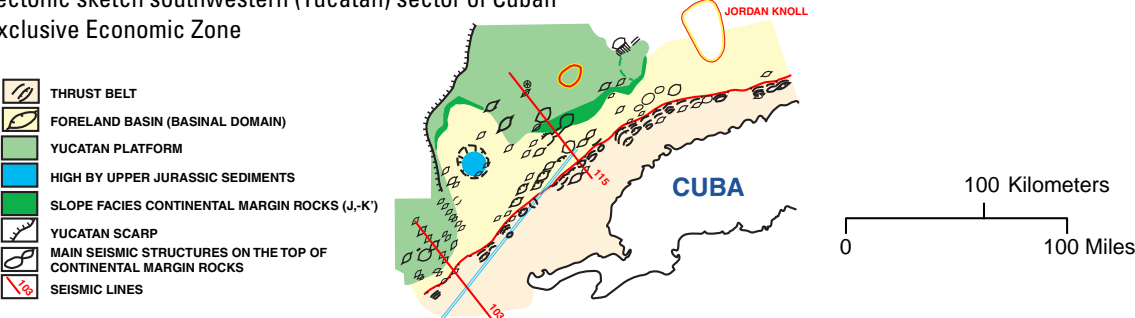 ectonic sketch southwestern (Yucatan) sector of Cuban
xclusive Economic Zone
JORDAN KNOLL
THRUST BELT
FORELAND BASIN (BASINAL DOMAIN)
YUCATAN PLATFORM
HIGH BY UPPER JURASSIC SEDIMENTS
SLOPE FACIES CONTINENTAL MARGIN ROCKS (J,-K')
YUCATAN SCARP
MAIN SEISMIC STRUCTURES ON THE TOP OF
CONTINENTAL MARGIN ROCKS
103
SEISMIC LINES
115
103
CUBA
100 Kilometers
0
100 Miles